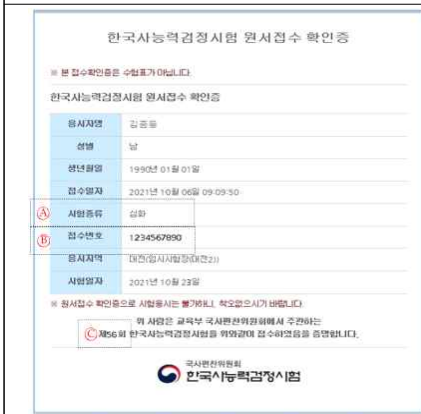 한국사능력검정시험 원서접수 확인증
※ 본 접수확인증은 수험표가 아닙니다.
한국사능력검정시험 원서접수 확인증
응시자명 김종응
성별 남
생년월일 1990년 01월 01일
접수일자 2021년 10월 06일 09:09:50
Ⓐ 시험종류 심화
Ⓑ 접수번호 1234567890
응시지역 대전(임시시험장(대전2))
시험일자 2021년 10월 23일
※ 원서접수 확인증으로 시험응시는 불가하니, 착오없으시기 바랍니다.
위 사람은 교육부 국사편찬위원회에서 주관하는
Ⓒ 제56회 한국사능력검정시험을 위와같이 접수하였음을 증명합니다.
국사편찬위원회
한국사능력검정시험